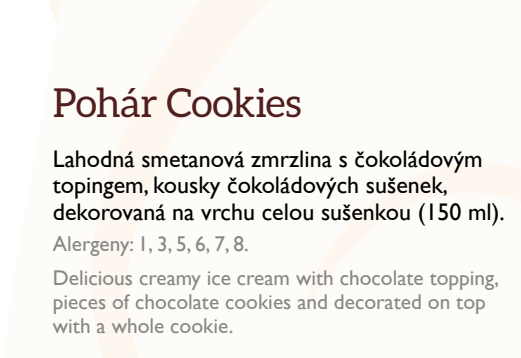 Pohár Cookies
Lahodná smetanová zmrzlina s čokoládovým
topingem, kousky čokoládových sušenek,
dekorovaná na vrchu celou sušenkou (150 ml).
Alergeny: 1, 3, 5, 6, 7, 8.
Delicious creamy ice cream with chocolate topping,
pieces of chocolate cookies and decorated on top
with a whole cookie.